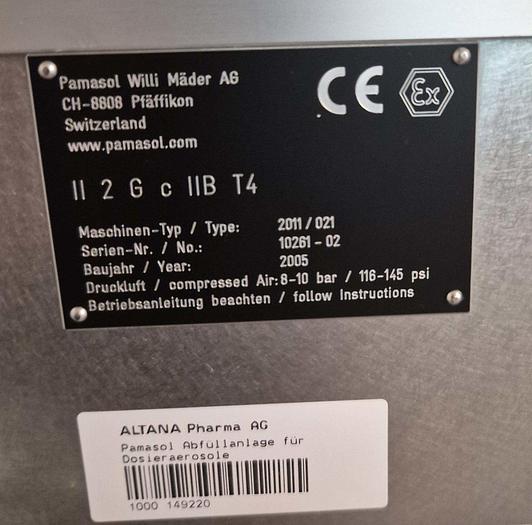 Pamasol Willi Mäder AG
CH-8808 Pfäffikon
Switzerland
www.pamasol.com
CE Ex
II 2 G c IIB T4
Maschinen-Typ / Type: 2011 / 021
Serien-Nr. / No.: 10261 - 02
Baujahr / Year: 2005
Druckluft / compressed Air: 8-10 bar / 116-145 psi
Betriebsanleitung beachten / follow Instructions
ALTANA Pharma AG
Pamasol Abfüllanlage für
Dosieraerosole
1000 149220